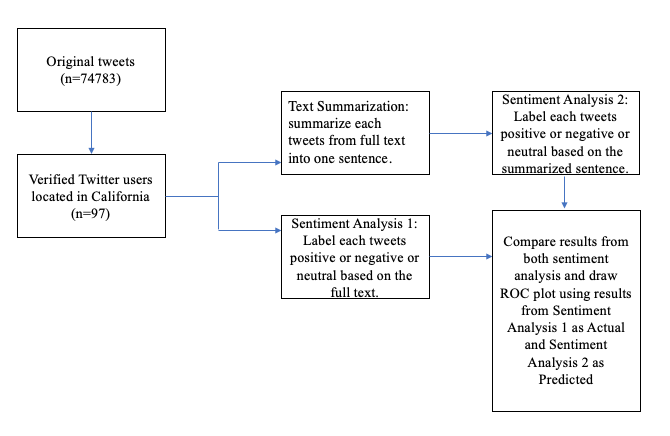 Original tweets
(n=74783)
Verified Twitter users
located in California
(n=97)
Text Summarization:
summarize each
tweets from full text
into one sentence.
Sentiment Analysis 1:
Label each tweets
positive or negative or
neutral based on the
full text.
Sentiment Analysis 2:
Label each tweets
positive or negative or
neutral based on the
summarized sentence.
Compare results from
both sentiment
analysis and draw
ROC plot using results
from Sentiment
Analysis 1 as Actual
and Sentiment
Analysis 2 as
Predicted